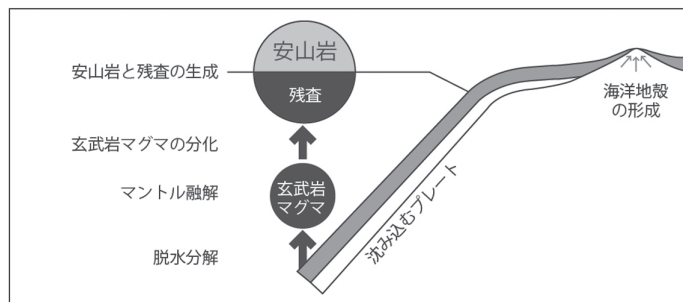 安山岩
安山岩と残査の生成
残査
海洋地殻
の形成
玄武岩マグマの分化
マントル融解
玄武岩
マグマ
沈み込むプレート
脱水分解